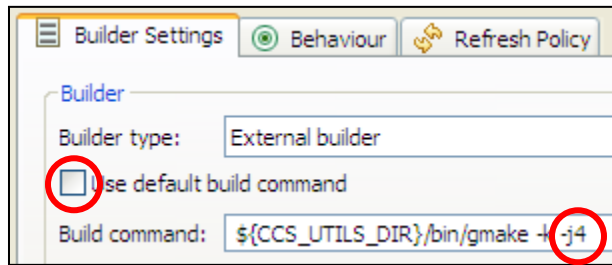 Builder Settings Behaviour Refresh Policy
Builder
Builder type: External builder
Use default build command
Build command: ${CCS_UTILS_DIR}/bin/gmake -k -j4